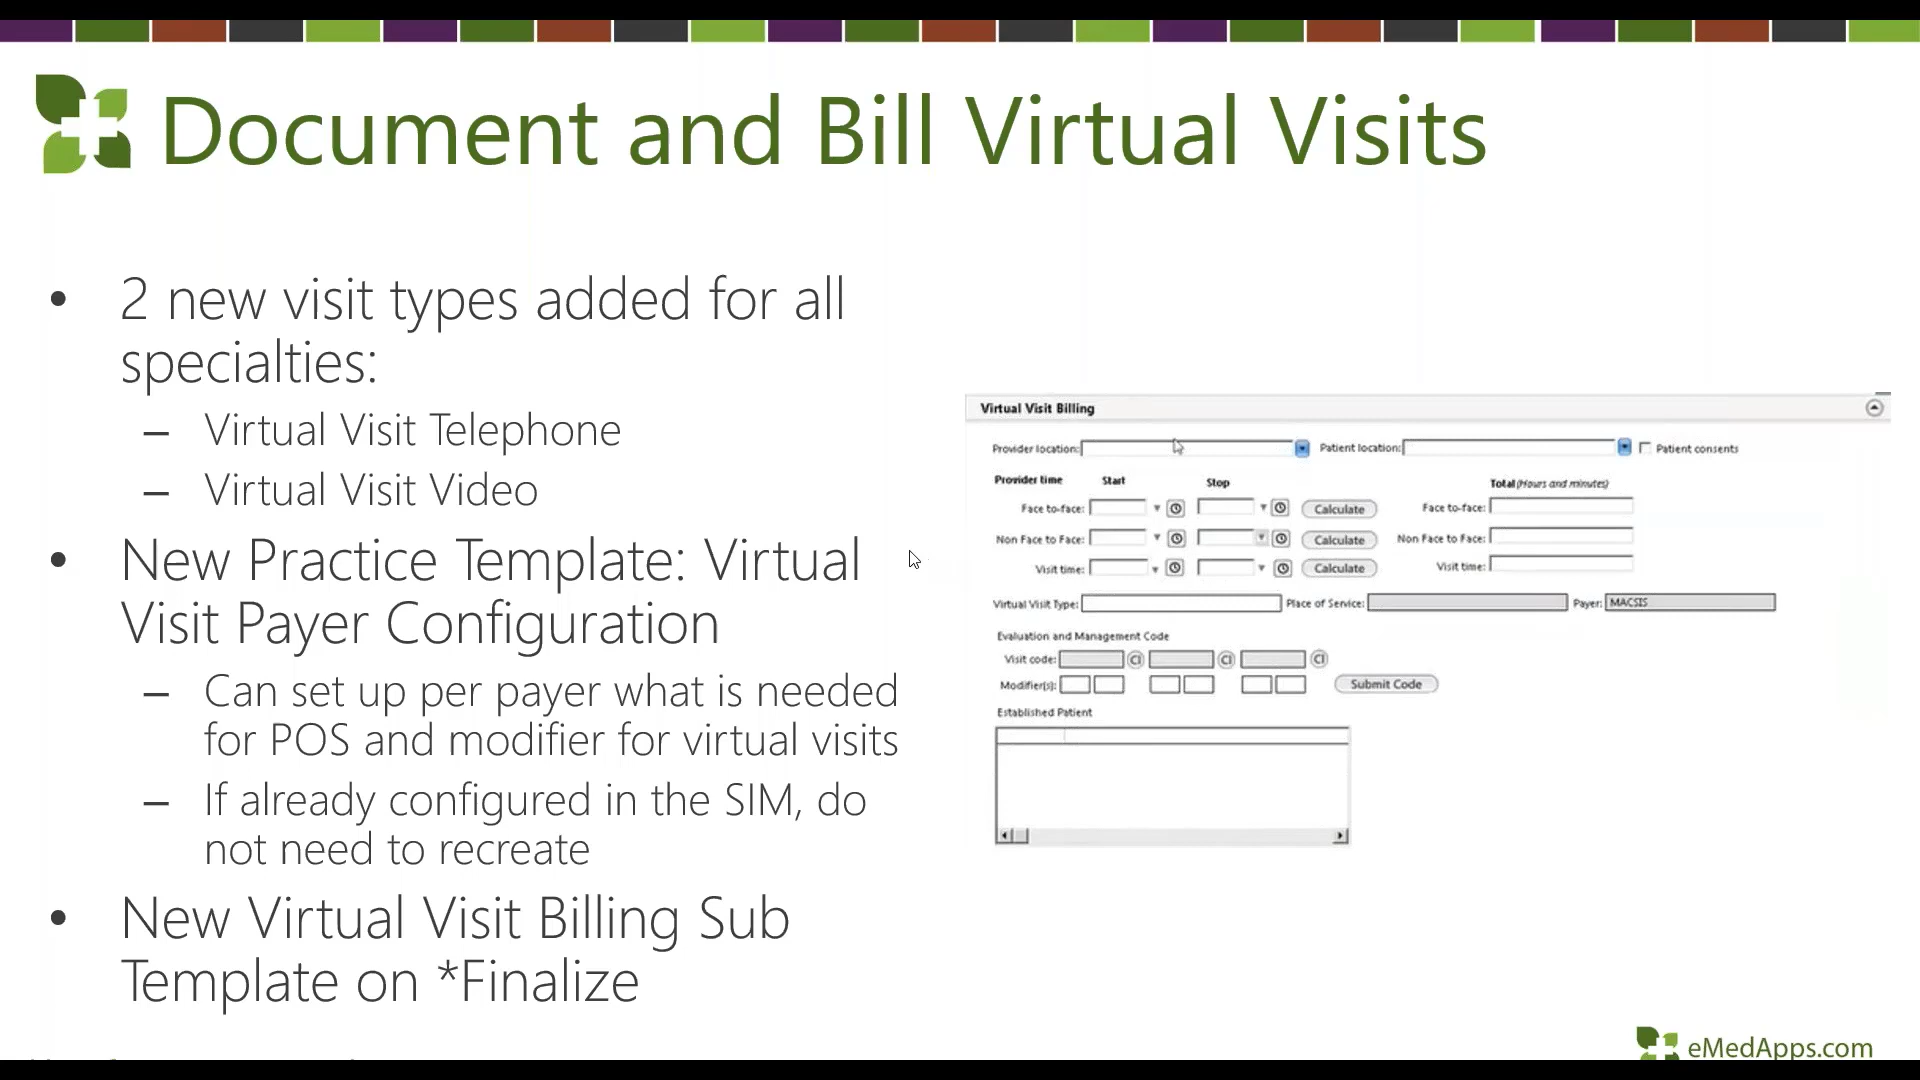 Document and Bill Virtual Visits
• 2 new visit types added for all
specialties:
– Virtual Visit Telephone
– Virtual Visit Video
• New Practice Template: Virtual
Visit Payer Configuration
– Can set up per payer what is needed
for POS and modifier for virtual visits
– If already configured in the SIM, do
not need to recreate
• New Virtual Visit Billing Sub
Template on *Finalize
Virtual Visit Billing
Provider location: Patient location: Patient consents
Provider time Start Stop Total (Hours and minutes)
Face to-face: Calculate Face to-face:
Non Face to Face: Calculate Non Face to Face:
Visit time: Calculate Visit time:
Virtual Visit Type: Place of Service: Payer: MACSIS
Evaluation and Management Code
Visit code: CI CI CI
Modifier(s): Submit Code
Established Patient
eMedApps.com